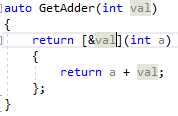 auto GetAdder(int val)
{
    return [&val](int a)
    {
        return a + val;
    };
}